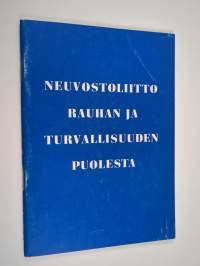 NEUVOSTOLIITTO
RAUHAN JA
TURVALLISUUDEN
PUOLESTA